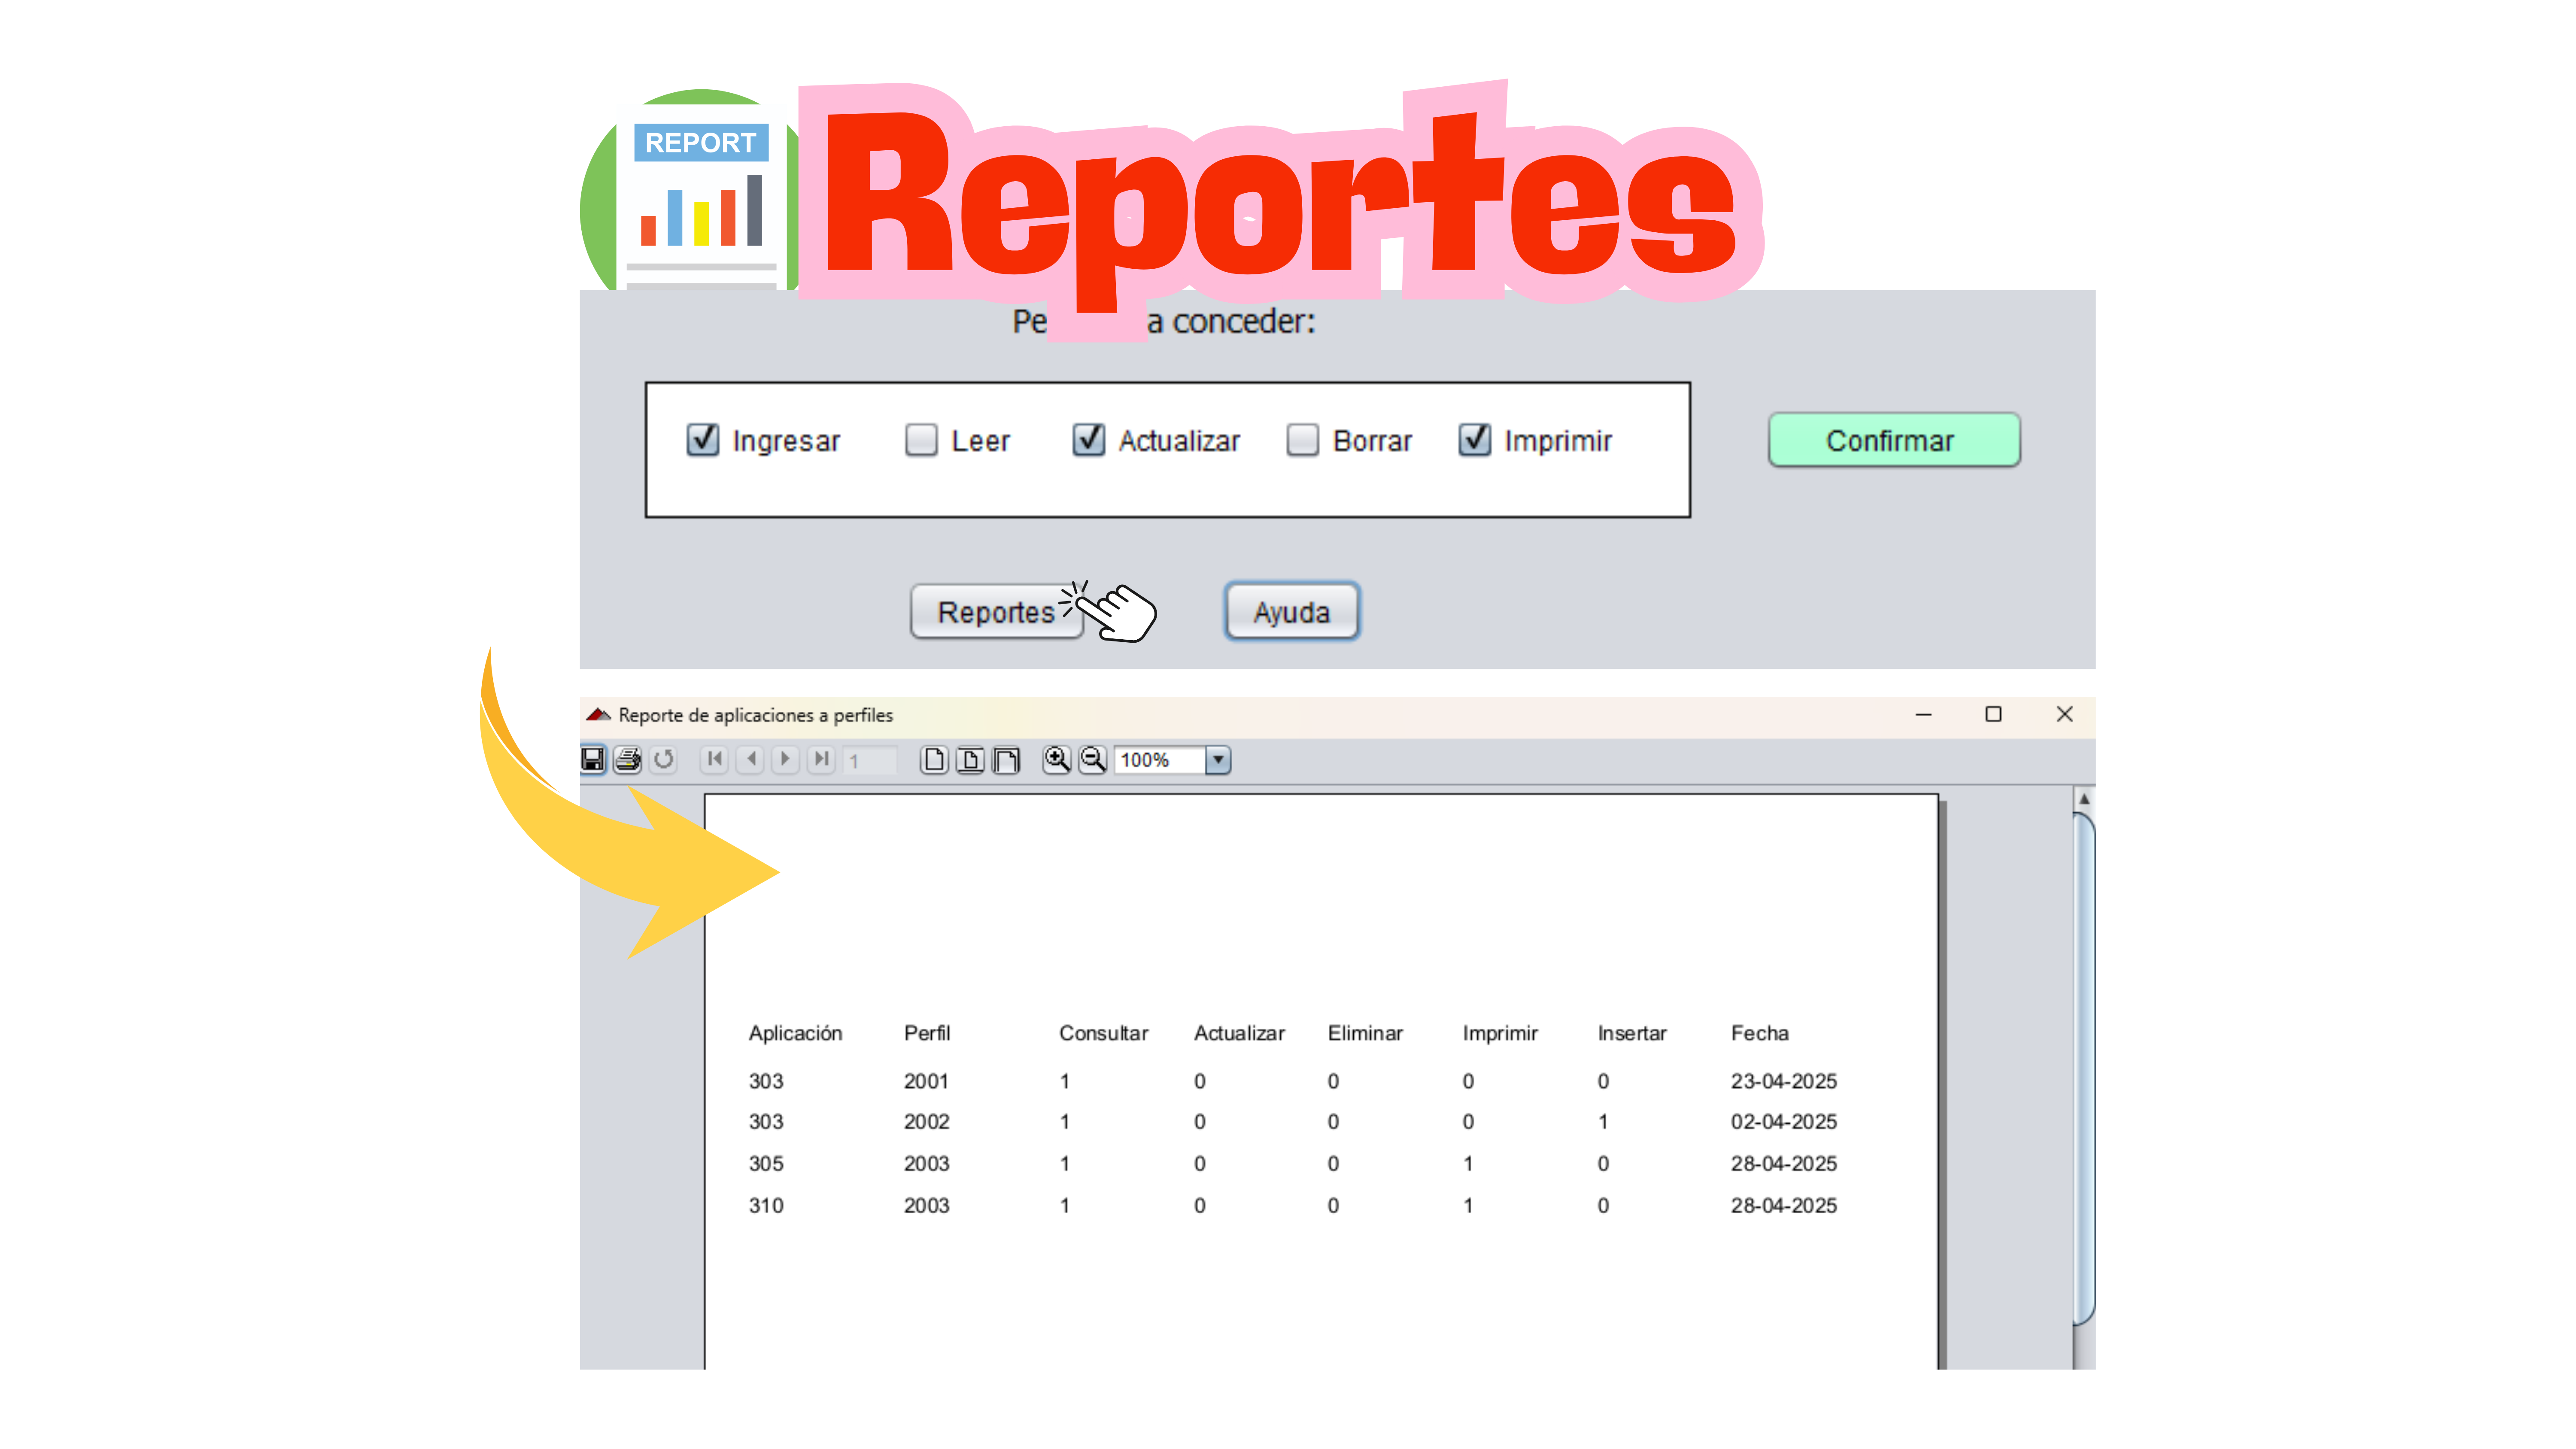 REPORT
Reportes
a conceder:
Ingresar Leer Actualizar Borrar Imprimir Confirmar
Reportes Ayuda
Reporte de aplicaciones a perfiles
1 100%
Aplicación Perfil Consultar Actualizar Eliminar Imprimir Insertar Fecha
303 2001 1 0 0 0 0 23-04-2025
303 2002 1 0 0 0 1 02-04-2025
305 2003 1 0 0 1 0 28-04-2025
310 2003 1 0 0 1 0 28-04-2025